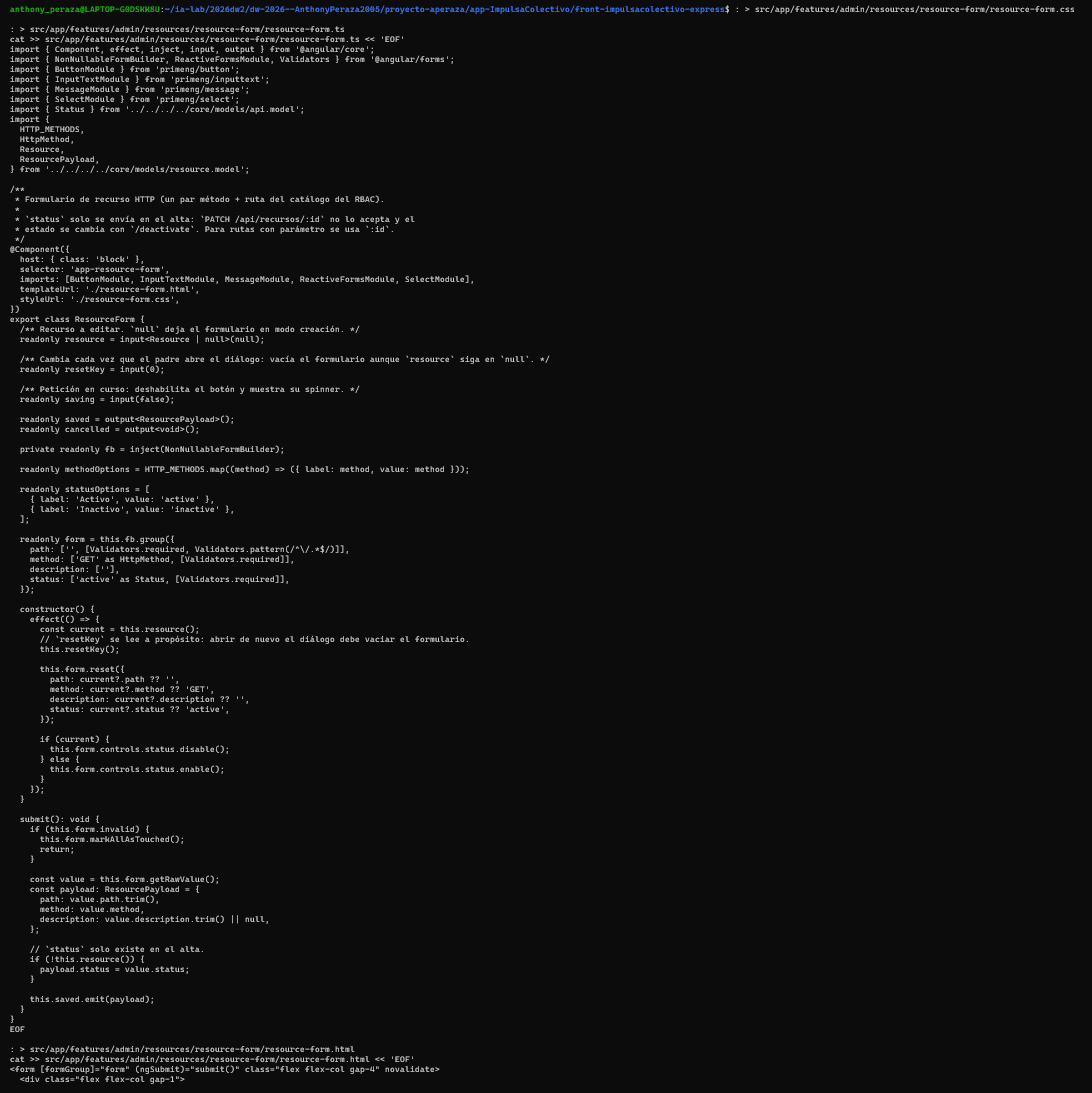 anthony_peraza@LAPTOP-G0DSKK8U:~/ia-lab/2026dw2/dw-2026--AnthonyPeraza2005/proyecto-aperaza/app-ImpulsaColectivo/front-impulsacolectivo-express$ : > src/app/features/admin/resources/resource-form/resource-form.css

: > src/app/features/admin/resources/resource-form/resource-form.ts
cat >> src/app/features/admin/resources/resource-form/resource-form.ts << 'EOF'
import { Component, effect, inject, input, output } from '@angular/core';
import { NonNullableFormBuilder, ReactiveFormsModule, Validators } from '@angular/forms';
import { ButtonModule } from 'primeng/button';
import { InputTextModule } from 'primeng/inputtext';
import { MessageModule } from 'primeng/message';
import { SelectModule } from 'primeng/select';
import { Status } from '../../../../core/models/api.model';
import {
  HTTP_METHODS,
  HttpMethod,
  Resource,
  ResourcePayload,
} from '../../../../core/models/resource.model';

/**
 * Formulario de recurso HTTP (un par método + ruta del catálogo del RBAC).
 *
 * `status` solo se envía en el alta: `PATCH /api/recursos/:id` no lo acepta y el
 * estado se cambia con `/deactivate`. Para rutas con parámetro se usa `:id`.
 */
@Component({
  host: { class: 'block' },
  selector: 'app-resource-form',
  imports: [ButtonModule, InputTextModule, MessageModule, ReactiveFormsModule, SelectModule],
  templateUrl: './resource-form.html',
  styleUrl: './resource-form.css',
})
export class ResourceForm {
  /** Recurso a editar. `null` deja el formulario en modo creación. */
  readonly resource = input<Resource | null>(null);

  /** Cambia cada vez que el padre abre el diálogo: vacía el formulario aunque `resource` siga en `null`. */
  readonly resetKey = input(0);

  /** Petición en curso: deshabilita el botón y muestra su spinner. */
  readonly saving = input(false);

  readonly saved = output<ResourcePayload>();
  readonly cancelled = output<void>();

  private readonly fb = inject(NonNullableFormBuilder);

  readonly methodOptions = HTTP_METHODS.map((method) => ({ label: method, value: method }));

  readonly statusOptions = [
    { label: 'Activo', value: 'active' },
    { label: 'Inactivo', value: 'inactive' },
  ];

  readonly form = this.fb.group({
    path: ['', [Validators.required, Validators.pattern(/^\/.*$/)]],
    method: ['GET' as HttpMethod, [Validators.required]],
    description: [''],
    status: ['active' as Status, [Validators.required]],
  });

  constructor() {
    effect(() => {
      const current = this.resource();
      // `resetKey` se lee a propósito: abrir de nuevo el diálogo debe vaciar el formulario.
      this.resetKey();

      this.form.reset({
        path: current?.path ?? '',
        method: current?.method ?? 'GET',
        description: current?.description ?? '',
        status: current?.status ?? 'active',
      });

      if (current) {
        this.form.controls.status.disable();
      } else {
        this.form.controls.status.enable();
      }
    });
  }

  submit(): void {
    if (this.form.invalid) {
      this.form.markAllAsTouched();
      return;
    }

    const value = this.form.getRawValue();
    const payload: ResourcePayload = {
      path: value.path.trim(),
      method: value.method,
      description: value.description.trim() || null,
    };

    // `status` solo existe en el alta.
    if (!this.resource()) {
      payload.status = value.status;
    }

    this.saved.emit(payload);
  }
}
EOF

: > src/app/features/admin/resources/resource-form/resource-form.html
cat >> src/app/features/admin/resources/resource-form/resource-form.html << 'EOF'
<form [formGroup]="form" (ngSubmit)="submit()" class="flex flex-col gap-4" novalidate>
  <div class="flex flex-col gap-1">